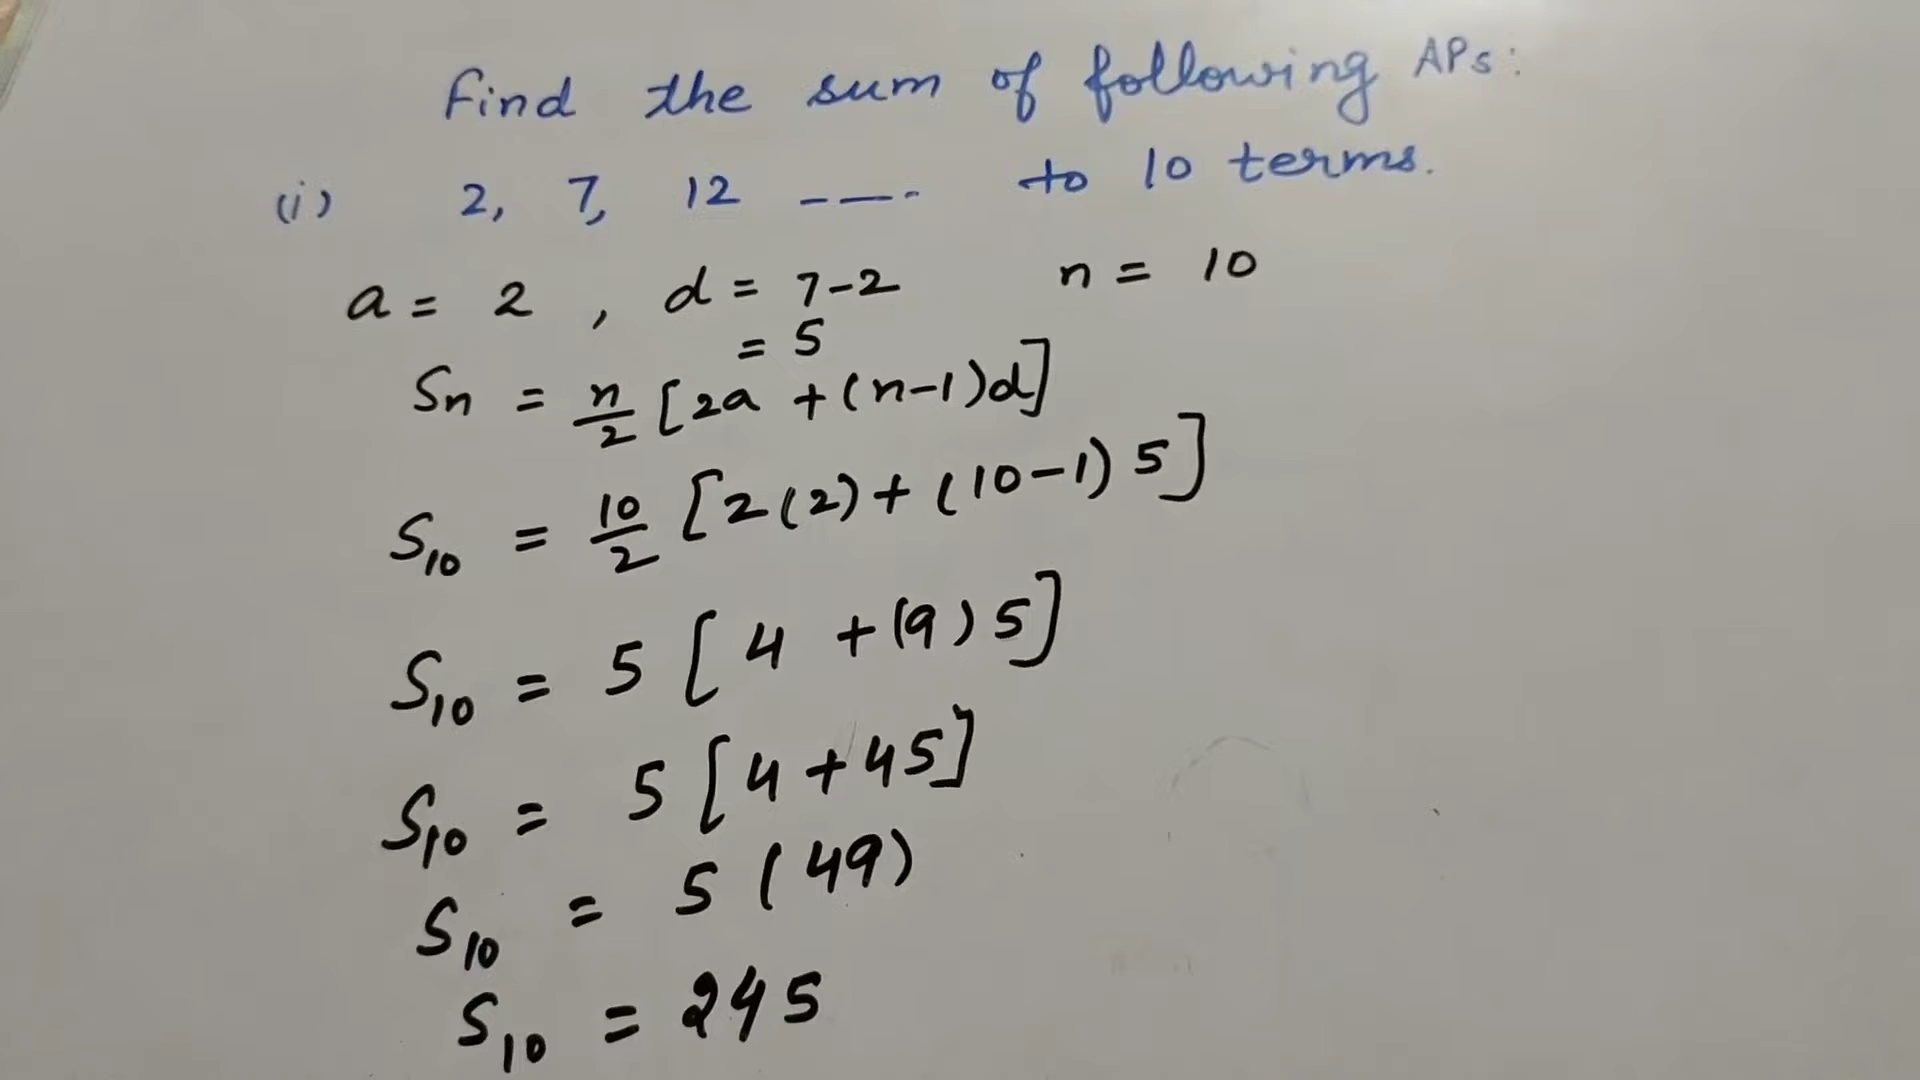 Find the sum of following APs:
(i) 2, 7, 12 ---- to 10 terms.
a = 2 , d = 7-2 n = 10
= 5
Sn = n/2 [2a + (n-1)d]
S10 = 10/2 [2(2) + (10-1) 5]
S10 = 5 [4 + (9) 5]
S10 = 5 [4 + 45]
S10 = 5 (49)
S10 = 245